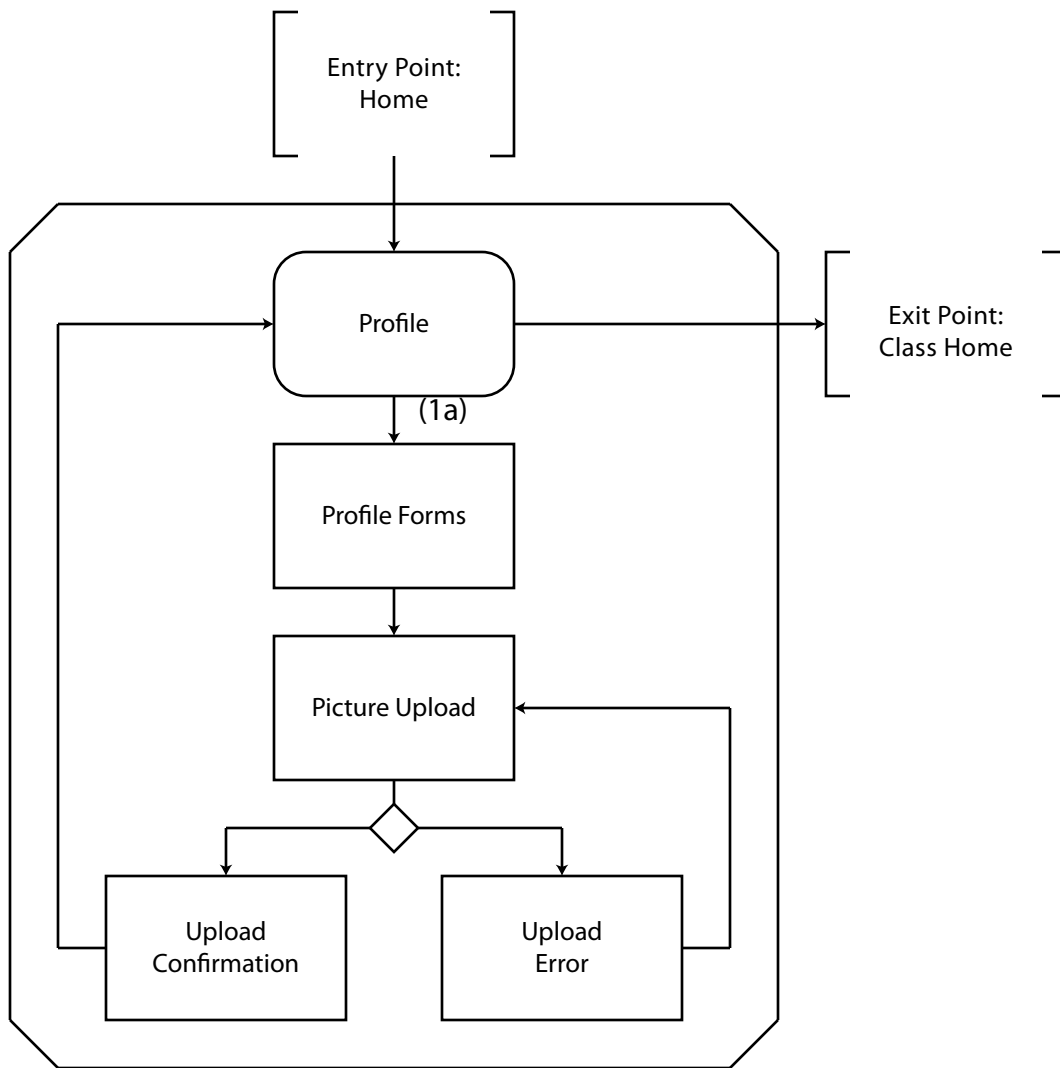 Entry Point:
Home
Profile
Exit Point:
Class Home
(1a)
Profile Forms
Picture Upload
Upload
Confirmation
Upload
Error